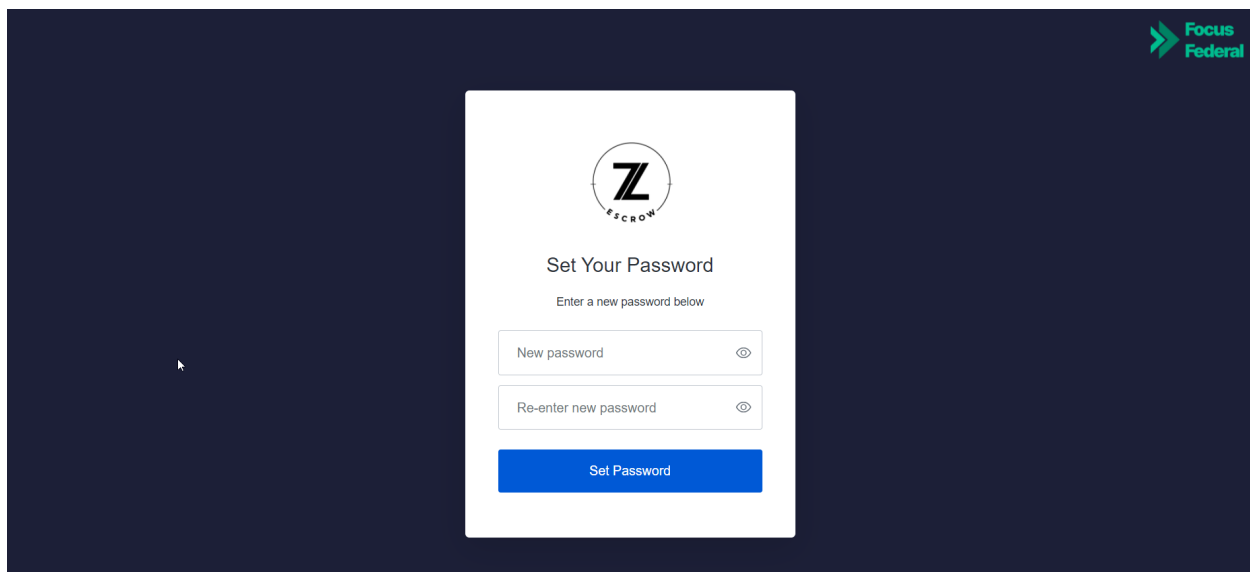 Focus
Federal
Z
ESCROW
Set Your Password
Enter a new password below
New password
Re-enter new password
Set Password